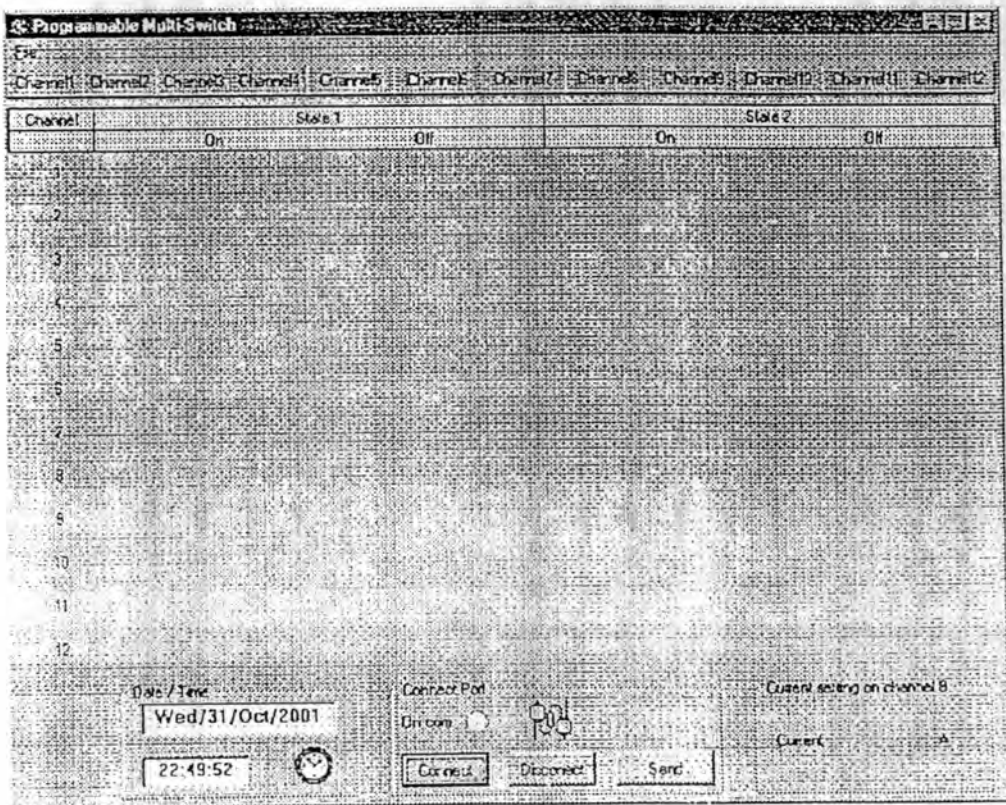 Programmable Multi-Switch
Channel1 Channel2 Channel3 Channel4 Channel5 Channel6 Channel7 Channel8 Channel9 Channel10 Channel11 Channel12
Channel State 1 State 2
On Off On Off
1
2
3
4
5
6
7
8
9
10
11
12
Date / Time Connect Port Current setting on channel 8
Wed/31/Oct/2001 On com
Current A
22:49:52 Connect Disconnect Send